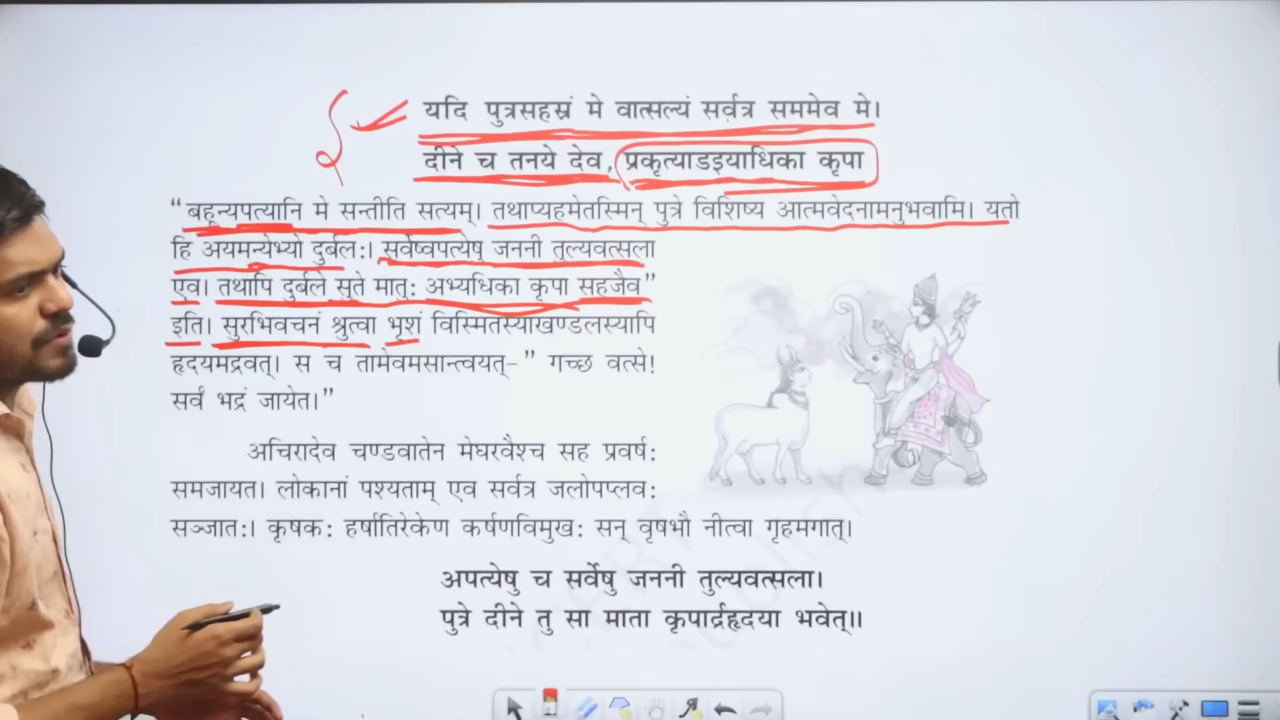 यदि पुत्रसहस्रं मे वात्सल्यं सर्वत्र सममेव मे।
दीने च तनये देव, प्रकृत्याडइयाधिका कृपा
“बहून्यपत्यानि मे सन्तीति सत्यम्। तथाप्यहमेतस्मिन् पुत्रे विशिष्य आत्मवेदनामनुभवामि। यतो
हि अयमन्येभ्यो दुर्बल:। सर्वेष्वपत्येषु जननी तुल्यवत्सला
एव। तथापि दुर्बले सुते मातु: अभ्यधिका कृपा सहजैव”
इति। सुरभिवचनं श्रुत्वा भृशं विस्मितस्याखण्डलस्यापि
हृदयमद्रवत्। स च तामेवमसान्त्वयत्-” गच्छ वत्से!
सर्वं भद्रं जायेत।”
अचिरादेव चण्डवातेन मेघरवैश्च सह प्रवर्ष:
समजायत। लोकानां पश्यताम् एव सर्वत्र जलोपप्लव:
सञ्जात:। कृषक: हर्षातिरेकेण कर्षणविमुख: सन् वृषभौ नीत्वा गृहमगात्।
अपत्येषु च सर्वेषु जननी तुल्यवत्सला।
पुत्रे दीने तु सा माता कृपार्द्रहृदया भवेत्॥